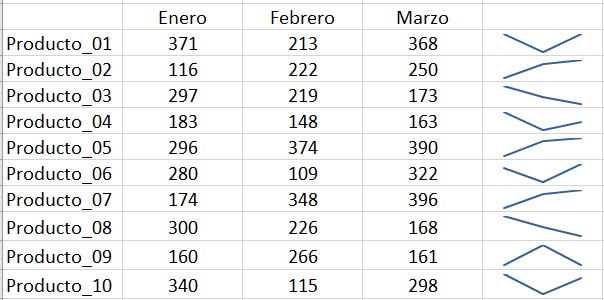 Enero Febrero Marzo
Producto_01 371 213 368
Producto_02 116 222 250
Producto_03 297 219 173
Producto_04 183 148 163
Producto_05 296 374 390
Producto_06 280 109 322
Producto_07 174 348 396
Producto_08 300 226 168
Producto_09 160 266 161
Producto_10 340 115 298